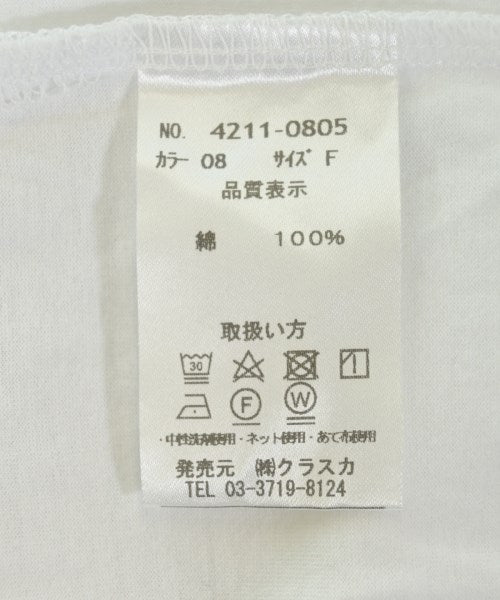 NO. 4211-0805
カラー 08 サイズ F
品質表示
綿 100%
取扱い方
30
F W
・中性洗剤使用・ネット使用・あて布使用
発売元 ㈱クラスカ
TEL 03-3719-8124